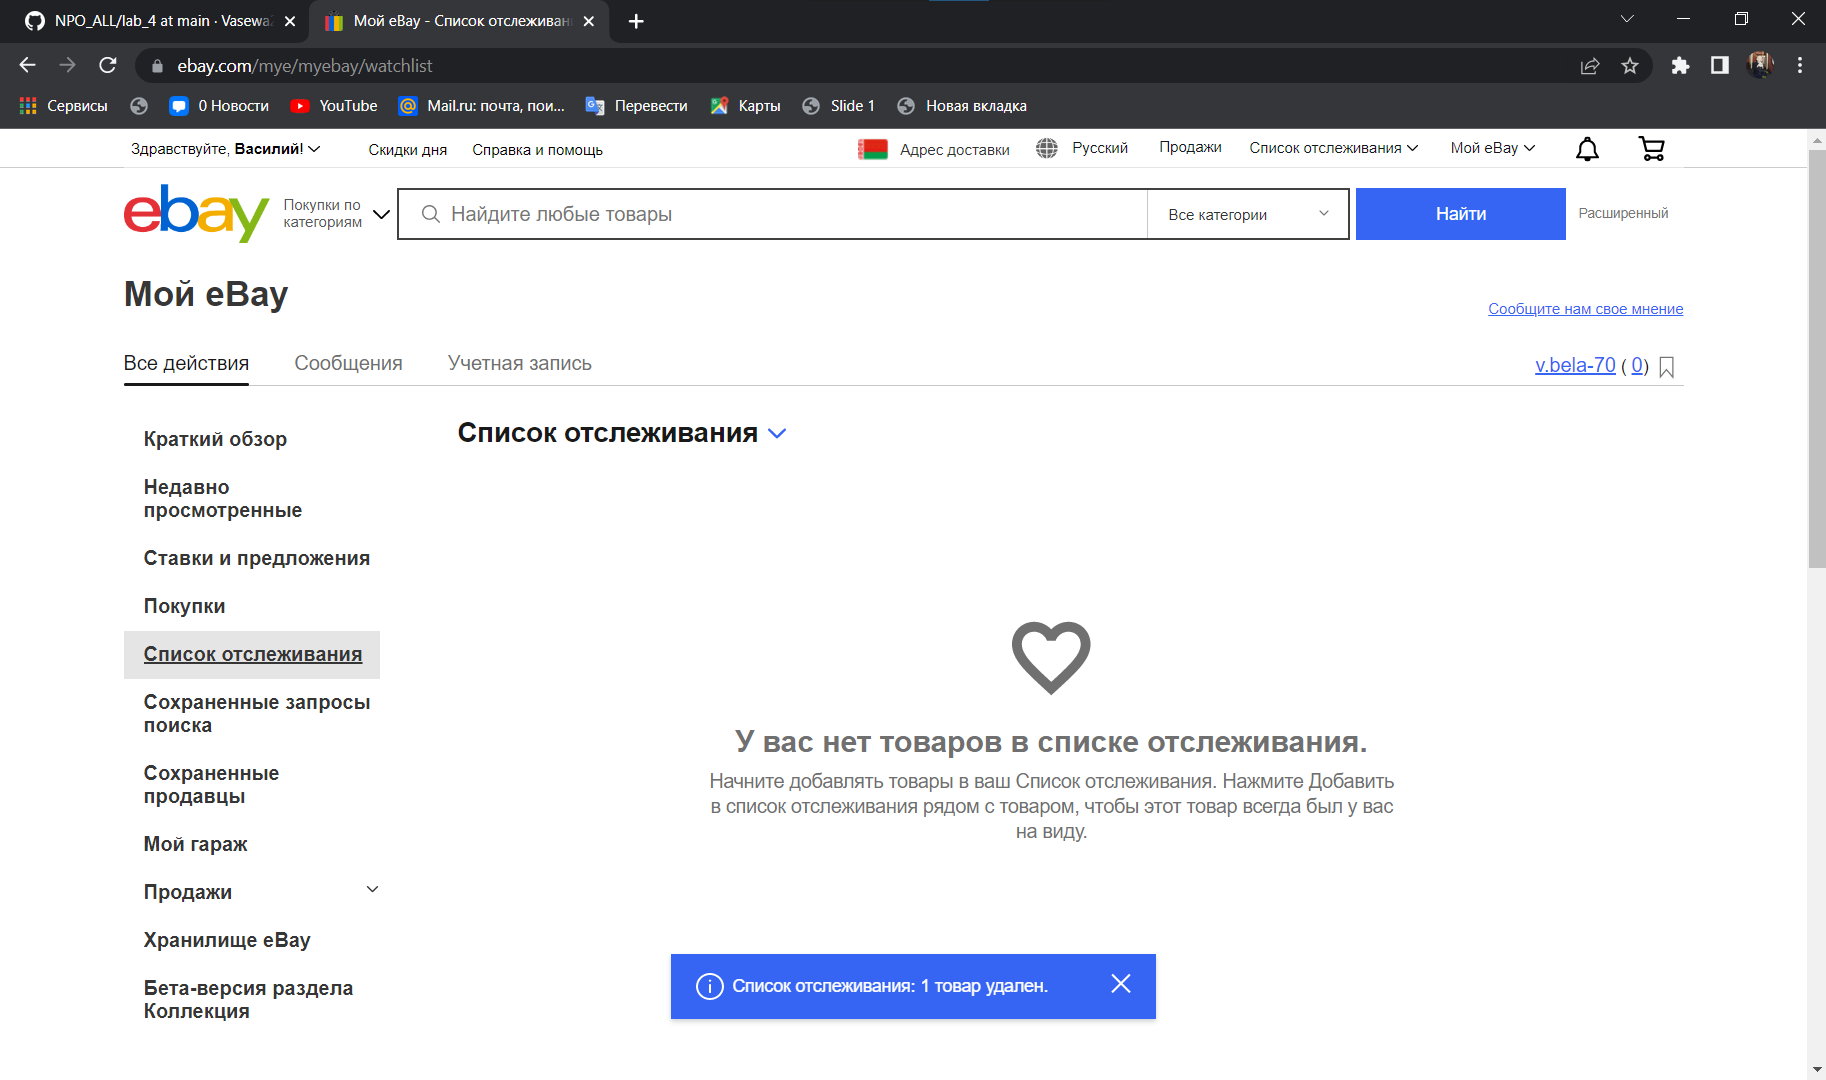 NPO_ALL/lab_4 at main · Vasewa
Мой eBay - Список отслеживан
ebay.com/mye/myebay/watchlist
Сервисы
0 Новости
YouTube
Mail.ru: почта, пои...
Перевести
Карты
Slide 1
Новая вкладка
Здравствуйте, Василий!
Скидки дня
Справка и помощь
Адрес доставки
Русский
Продажи
Список отслеживания
Мой eBay
ebay
Покупки по
категориям
Найдите любые товары
Все категории
Найти
Расширенный
Мой eBay
Сообщите нам свое мнение
Все действия
Сообщения
Учетная запись
v.bela-70 ( 0)
Краткий обзор
Недавно
просмотренные
Ставки и предложения
Покупки
Список отслеживания
Сохраненные запросы
поиска
Сохраненные
продавцы
Мой гараж
Продажи
Хранилище eBay
Бета-версия раздела
Коллекция
Список отслеживания
У вас нет товаров в списке отслеживания.
Начните добавлять товары в ваш Список отслеживания. Нажмите Добавить
в список отслеживания рядом с товаром, чтобы этот товар всегда был у вас
на виду.
Список отслеживания: 1 товар удален.